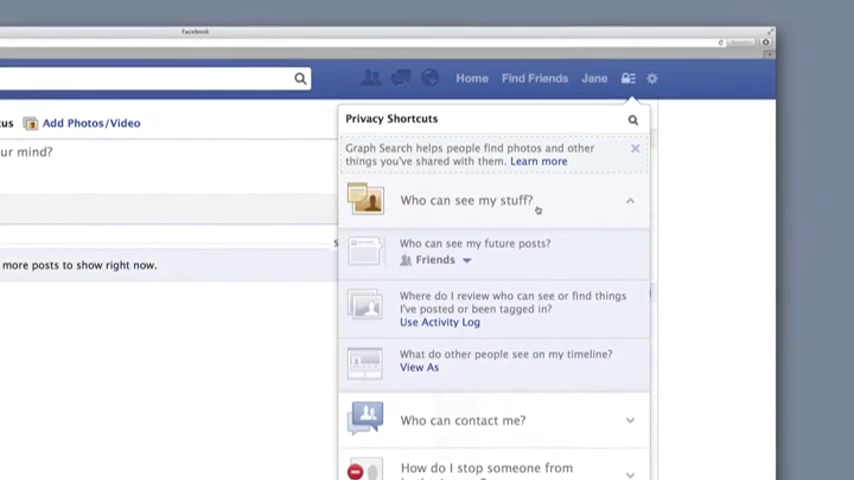 Facebook
Home Find Friends Jane
tus Add Photos/Video
ur mind?
more posts to show right now.
Privacy Shortcuts
Graph Search helps people find photos and other
things you've shared with them. Learn more
Who can see my stuff?
Who can see my future posts?
Friends
Where do I review who can see or find things
I've posted or been tagged in?
Use Activity Log
What do other people see on my timeline?
View As
Who can contact me?
How do I stop someone from